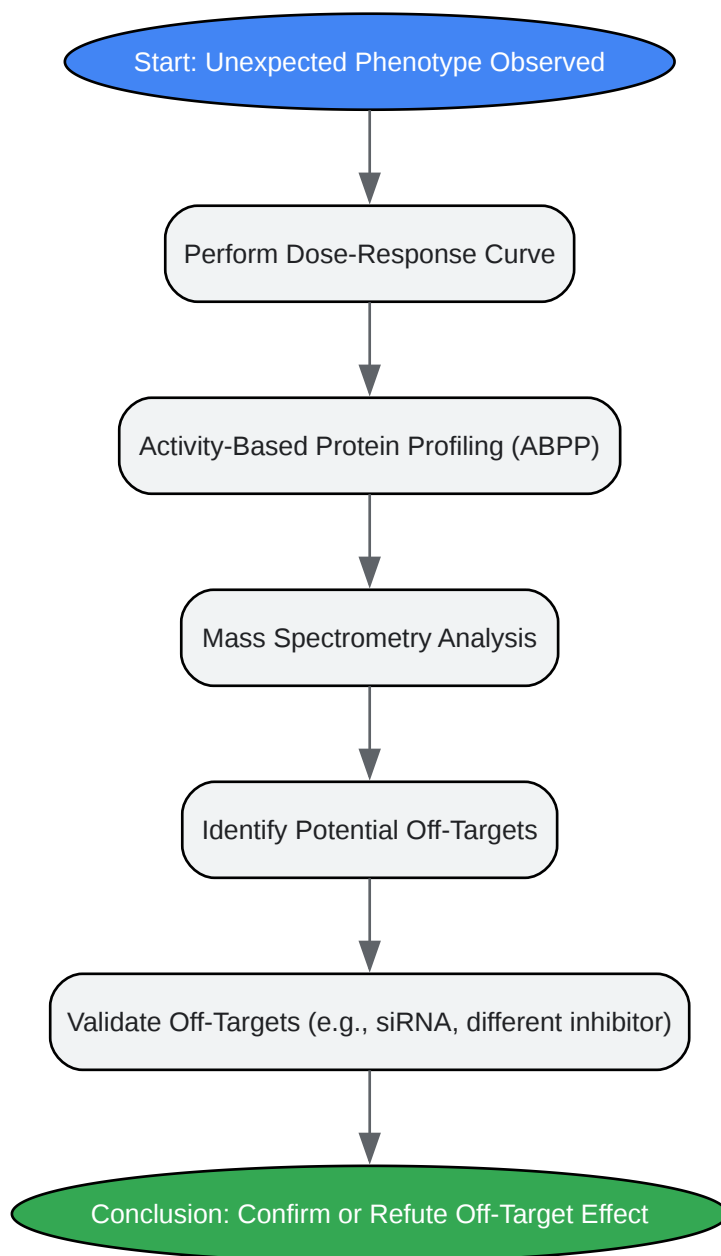 Start: Unexpected Phenotype Observed
Perform Dose-Response Curve
Activity-Based Protein Profiling (ABPP)
Mass Spectrometry Analysis
Identify Potential Off-Targets
Validate Off-Targets (e.g., siRNA, different inhibitor)
Conclusion: Confirm or Refute Off-Target Effect